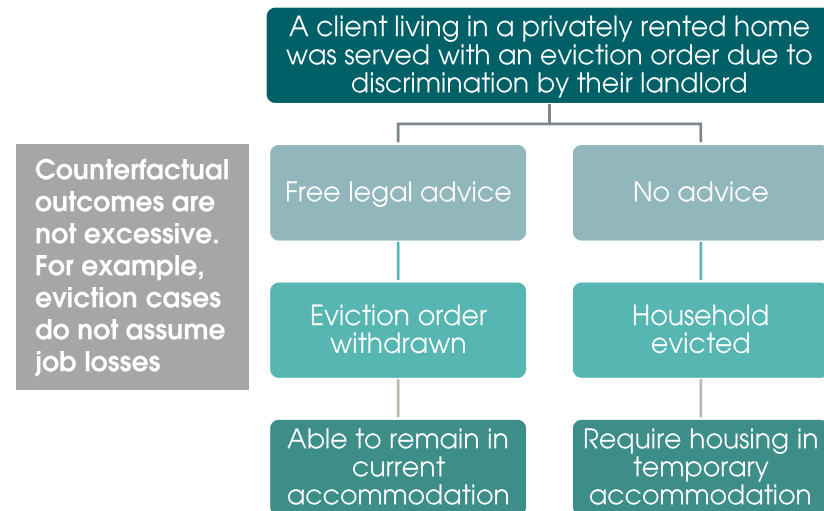 A client living in a privately rented home
was served with an eviction order due to
discrimination by their landlord
Counterfactual
outcomes are
not excessive.
For example,
eviction cases
do not assume
job losses
Free legal advice
No advice
Eviction order
withdrawn
Household
evicted
Able to remain in
current
accommodation
Require housing in
temporary
accommodation